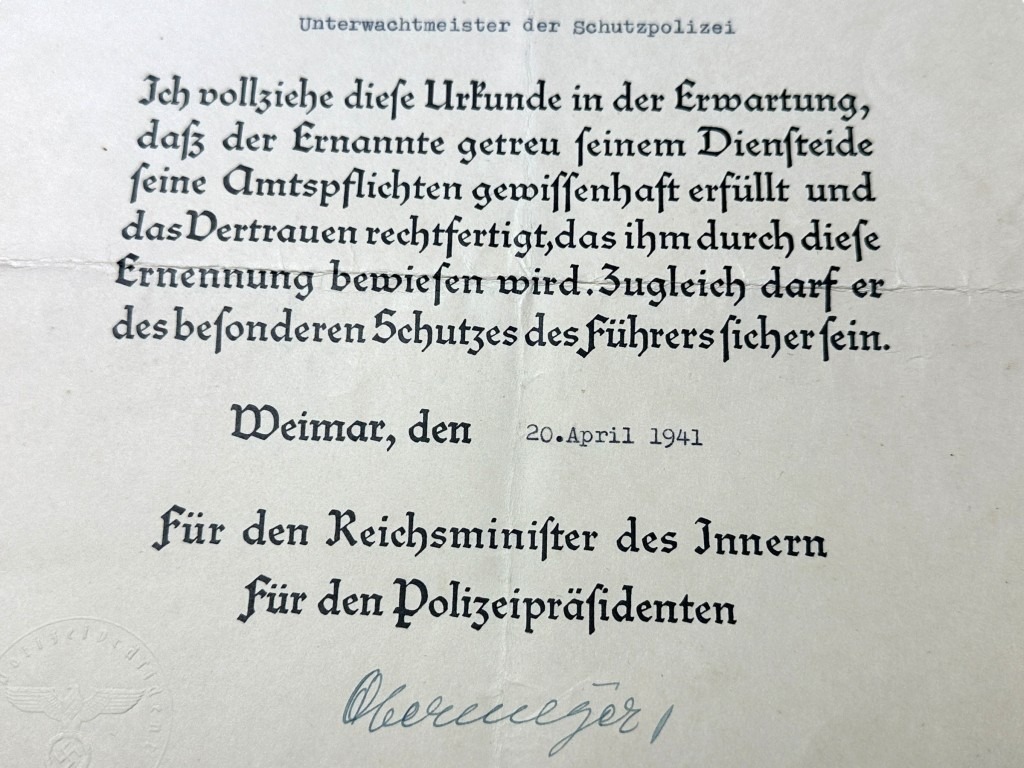 Unterwachtmeister der Schutzpolizei
Ich vollziehe dieſe Urkunde in der Erwartung,
daß der Ernannte getreu ſeinem Dienſteide
ſeine Amtspflichten gewiſſenhaft erfüllt und
das Vertrauen rechtfertigt, das ihm durch dieſe
Ernennung bewieſen wird. Zugleich darf er
des beſonderen Schutzes des Führers ſicher ſein.
Weimar, den 20.April 1941
Für den Reichsminiſter des Innern
Für den Polizeipräſidenten